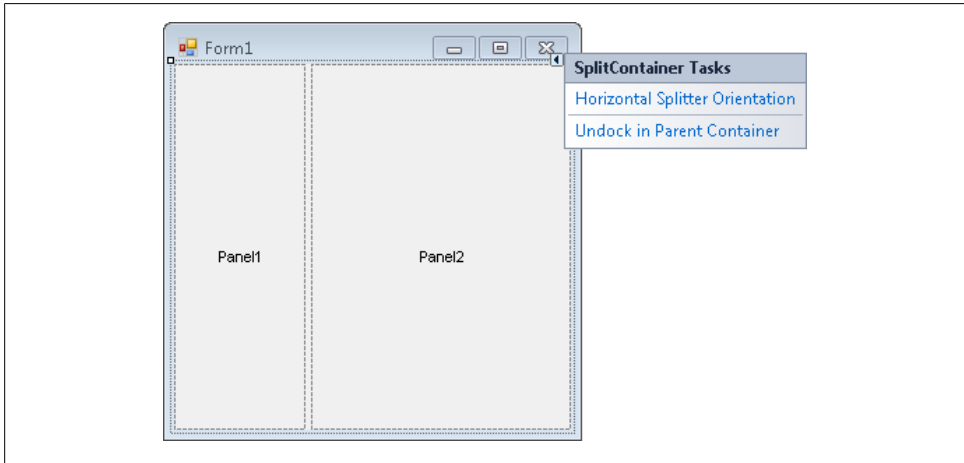 Form1
SplitContainer Tasks
Horizontal Splitter Orientation
Undock in Parent Container
Panel1
Panel2